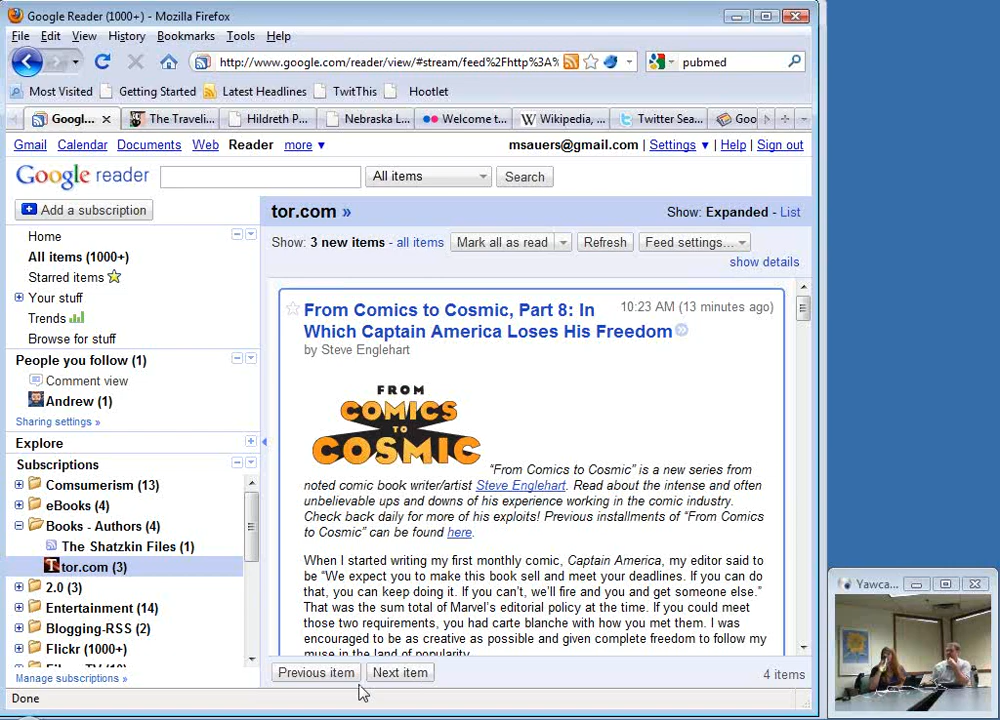 Google Reader (1000+) - Mozilla Firefox
File Edit View History Bookmarks Tools Help
http://www.google.com/reader/view/#stream/feed%2Fhttp%3A%
pubmed
Most Visited Getting Started Latest Headlines TwitThis Hootlet
Googl... The Traveli... Hildreth P... Nebraska L... Welcome t... Wikipedia, ... Twitter Sea... Goo
Gmail Calendar Documents Web Reader more ▼ msauers@gmail.com | Settings ▼ | Help | Sign out
Google reader All items Search
Add a subscription
tor.com » Show: Expanded - List
Show: 3 new items - all items Mark all as read Refresh Feed settings...
show details
Home
All items (1000+)
Starred items
Your stuff
Trends
Browse for stuff
People you follow (1)
Comment view
Andrew (1)
Sharing settings »
Explore
Subscriptions
Comsumerism (13)
eBooks (4)
Books - Authors (4)
The Shatzkin Files (1)
tor.com (3)
2.0 (3)
Entertainment (14)
Blogging-RSS (2)
Flickr (1000+)
Manage subscriptions »
From Comics to Cosmic, Part 8: In 10:23 AM (13 minutes ago)
Which Captain America Loses His Freedom
by Steve Englehart
FROM
COMICS
TO
COSMIC
“From Comics to Cosmic” is a new series from
noted comic book writer/artist Steve Englehart. Read about the intense and often
unbelievable ups and downs of his experience working in the comic industry.
Check back daily for more of his exploits! Previous installments of “From Comics
to Cosmic” can be found here.
When I started writing my first monthly comic, Captain America, my editor said to
be “We expect you to make this book sell and meet your deadlines. If you can do
that, you can keep doing it. If you can’t, we’ll fire and you and get someone else.”
That was the sum total of Marvel’s editorial policy at the time. If you could meet
those two requirements, you had carte blanche with how you met them. I was
encouraged to be as creative as possible and given complete freedom to follow my
muse in the land of popularity.
Previous item Next item 4 items
Done
Yawca...